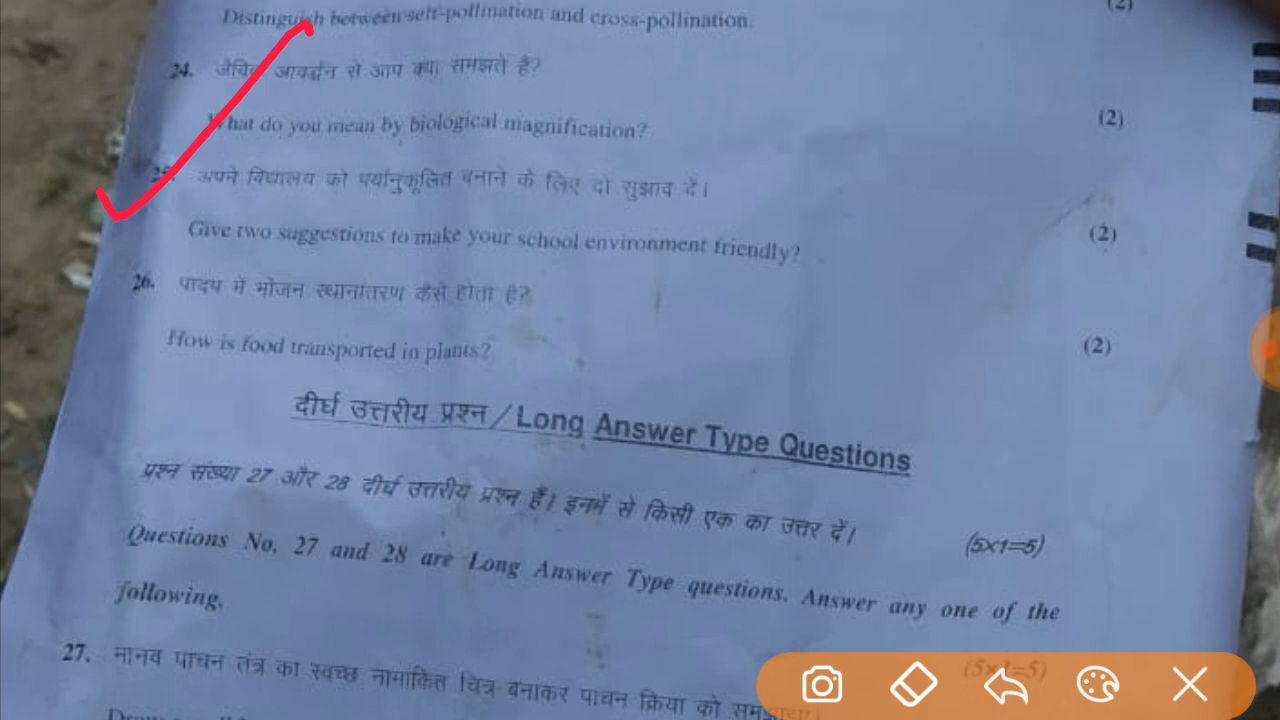 Distinguish between self-pollination and cross-pollination. (2)
24. जैविक आवर्द्धन से आप क्या समझते हैं?
What do you mean by biological magnification? (2)
25. अपने विद्यालय को पर्यानुकूलित बनाने के लिए दो सुझाव दें।
Give two suggestions to make your school environment friendly? (2)
26. पादप में भोजन स्थानांतरण कैसे होता है?
How is food transported in plants? (2)
दीर्घ उत्तरीय प्रश्न / Long Answer Type Questions
प्रश्न संख्या 27 और 28 दीर्घ उत्तरीय प्रश्न हैं। इनमें से किसी एक का उत्तर दें। (5×1=5)
Questions No. 27 and 28 are Long Answer Type questions. Answer any one of the
following. (5×1=5)
27. मानव पाचन तंत्र का स्वच्छ नामांकित चित्र बनाकर पाचन क्रिया को